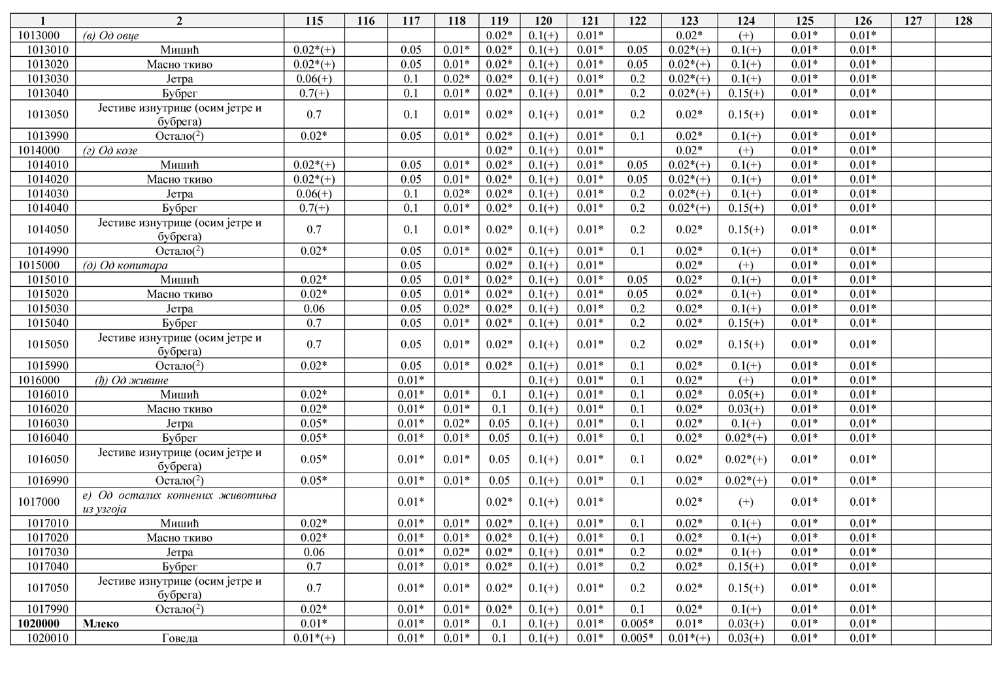 1 2 115 116 117 118 119 120 121 122 123 124 125 126 127 128
1013000 (в) Од овце 0.02* 0.1(+) 0.01* 0.02* (+) 0.01* 0.01*
1013010 Мишић 0.02*(+) 0.05 0.01* 0.02* 0.1(+) 0.01* 0.05 0.02*(+) 0.1(+) 0.01* 0.01*
1013020 Масно ткиво 0.02*(+) 0.05 0.01* 0.02* 0.1(+) 0.01* 0.05 0.02*(+) 0.1(+) 0.01* 0.01*
1013030 Јетра 0.06(+) 0.1 0.02* 0.02* 0.1(+) 0.01* 0.2 0.02*(+) 0.1(+) 0.01* 0.01*
1013040 Бубрег 0.7(+) 0.1 0.01* 0.02* 0.1(+) 0.01* 0.2 0.02*(+) 0.15(+) 0.01* 0.01*
Јестиве изнутрице (осим јетре и
1013050 бубрега) 0.7 0.1 0.01* 0.02* 0.1(+) 0.01* 0.2 0.02* 0.15(+) 0.01* 0.01*
1013990 Остало(²) 0.02* 0.05 0.01* 0.02* 0.1(+) 0.01* 0.1 0.02* 0.1(+) 0.01* 0.01*
1014000 (г) Од козе 0.02* 0.1(+) 0.01* 0.02* (+) 0.01* 0.01*
1014010 Мишић 0.02*(+) 0.05 0.01* 0.02* 0.1(+) 0.01* 0.05 0.02*(+) 0.1(+) 0.01* 0.01*
1014020 Масно ткиво 0.02*(+) 0.05 0.01* 0.02* 0.1(+) 0.01* 0.05 0.02*(+) 0.1(+) 0.01* 0.01*
1014030 Јетра 0.06(+) 0.1 0.02* 0.02* 0.1(+) 0.01* 0.2 0.02*(+) 0.1(+) 0.01* 0.01*
1014040 Бубрег 0.7(+) 0.1 0.01* 0.02* 0.1(+) 0.01* 0.2 0.02*(+) 0.15(+) 0.01* 0.01*
Јестиве изнутрице (осим јетре и
1014050 бубрега) 0.7 0.1 0.01* 0.02* 0.1(+) 0.01* 0.2 0.02* 0.15(+) 0.01* 0.01*
1014990 Остало(²) 0.02* 0.05 0.01* 0.02* 0.1(+) 0.01* 0.1 0.02* 0.1(+) 0.01* 0.01*
1015000 (д) Од копитара 0.05 0.02* 0.1(+) 0.01* 0.02* (+) 0.01* 0.01*
1015010 Мишић 0.02* 0.05 0.01* 0.02* 0.1(+) 0.01* 0.05 0.02* 0.1(+) 0.01* 0.01*
1015020 Масно ткиво 0.02* 0.05 0.01* 0.02* 0.1(+) 0.01* 0.05 0.02* 0.1(+) 0.01* 0.01*
1015030 Јетра 0.06 0.05 0.02* 0.02* 0.1(+) 0.01* 0.2 0.02* 0.1(+) 0.01* 0.01*
1015040 Бубрег 0.7 0.05 0.01* 0.02* 0.1(+) 0.01* 0.2 0.02* 0.15(+) 0.01* 0.01*
Јестиве изнутрице (осим јетре и
1015050 бубрега) 0.7 0.05 0.01* 0.02* 0.1(+) 0.01* 0.2 0.02* 0.15(+) 0.01* 0.01*
1015990 Остало(²) 0.02* 0.05 0.01* 0.02* 0.1(+) 0.01* 0.1 0.02* 0.1(+) 0.01* 0.01*
1016000 (ђ) Од живине 0.01* 0.1(+) 0.01* 0.1 0.02* (+) 0.01* 0.01*
1016010 Мишић 0.02* 0.01* 0.01* 0.1 0.1(+) 0.01* 0.1 0.02* 0.05(+) 0.01* 0.01*
1016020 Масно ткиво 0.02* 0.01* 0.01* 0.1 0.1(+) 0.01* 0.1 0.02* 0.03(+) 0.01* 0.01*
1016030 Јетра 0.05* 0.01* 0.02* 0.05 0.1(+) 0.01* 0.1 0.02* 0.1(+) 0.01* 0.01*
1016040 Бубрег 0.05* 0.01* 0.01* 0.05 0.1(+) 0.01* 0.1 0.02* 0.02*(+) 0.01* 0.01*
Јестиве изнутрице (осим јетре и
1016050 бубрега) 0.05* 0.01* 0.01* 0.05 0.1(+) 0.01* 0.1 0.02* 0.02*(+) 0.01* 0.01*
1016990 Остало(²) 0.05* 0.01* 0.01* 0.05 0.1(+) 0.01* 0.1 0.02* 0.02*(+) 0.01* 0.01*
е) Од осталих копнених животиња
1017000 из узгоја 0.01* 0.02* 0.1(+) 0.01* 0.02* (+) 0.01* 0.01*
1017010 Мишић 0.02* 0.01* 0.01* 0.02* 0.1(+) 0.01* 0.1 0.02* 0.1(+) 0.01* 0.01*
1017020 Масно ткиво 0.02* 0.01* 0.01* 0.02* 0.1(+) 0.01* 0.1 0.02* 0.1(+) 0.01* 0.01*
1017030 Јетра 0.06 0.01* 0.02* 0.02* 0.1(+) 0.01* 0.2 0.02* 0.1(+) 0.01* 0.01*
1017040 Бубрег 0.7 0.01* 0.01* 0.02* 0.1(+) 0.01* 0.2 0.02* 0.15(+) 0.01* 0.01*
Јестиве изнутрице (осим јетре и
1017050 бубрега) 0.7 0.01* 0.01* 0.02* 0.1(+) 0.01* 0.2 0.02* 0.15(+) 0.01* 0.01*
1017990 Остало(²) 0.02* 0.01* 0.01* 0.02* 0.1(+) 0.01* 0.1 0.02* 0.1(+) 0.01* 0.01*
1020000 Млеко 0.01* 0.01* 0.01* 0.1 0.1(+) 0.01* 0.005* 0.01* 0.03(+) 0.01* 0.01*
1020010 Говеда 0.01*(+) 0.01* 0.01* 0.1 0.1(+) 0.01* 0.005* 0.01*(+) 0.03(+) 0.01* 0.01*